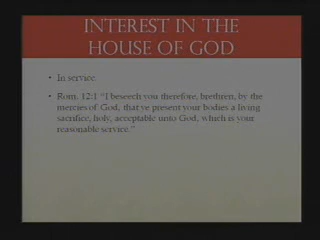 INTEREST IN THE
HOUSE OF GOD
• In service
• Rom. 12:1 “I beseech you therefore, brethren, by the
mercies of God, that ye present your bodies a living
sacrifice, holy, acceptable unto God, which is your
reasonable service.”